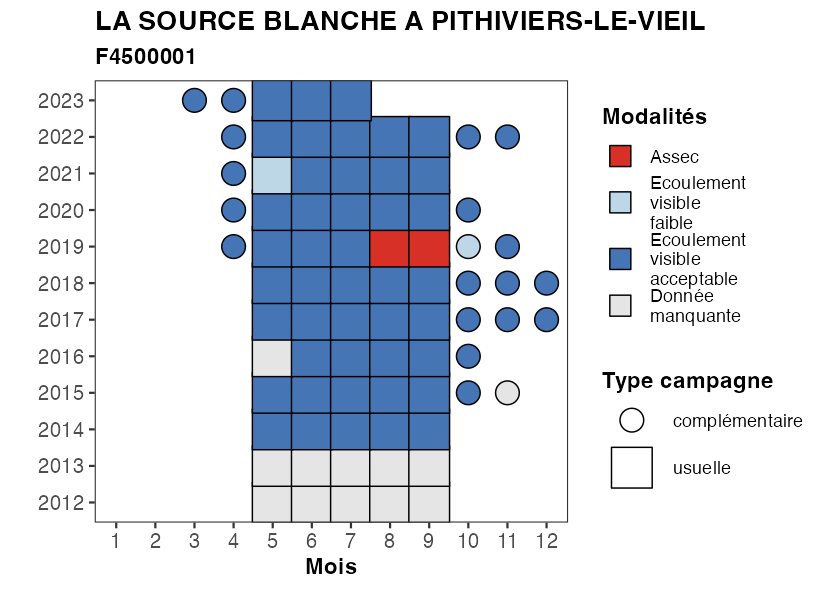 LA SOURCE BLANCHE A PITHIVIERS-LE-VIEIL
F4500001
2023
2022
2021
2020
2019
2018
2017
2016
2015
2014
2013
2012
1 2 3 4 5 6 7 8 9 10 11 12
Mois
Modalités
Assec
Ecoulement
visible
faible
Ecoulement
visible
acceptable
Donnée
manquante
Type campagne
complémentaire
usuelle